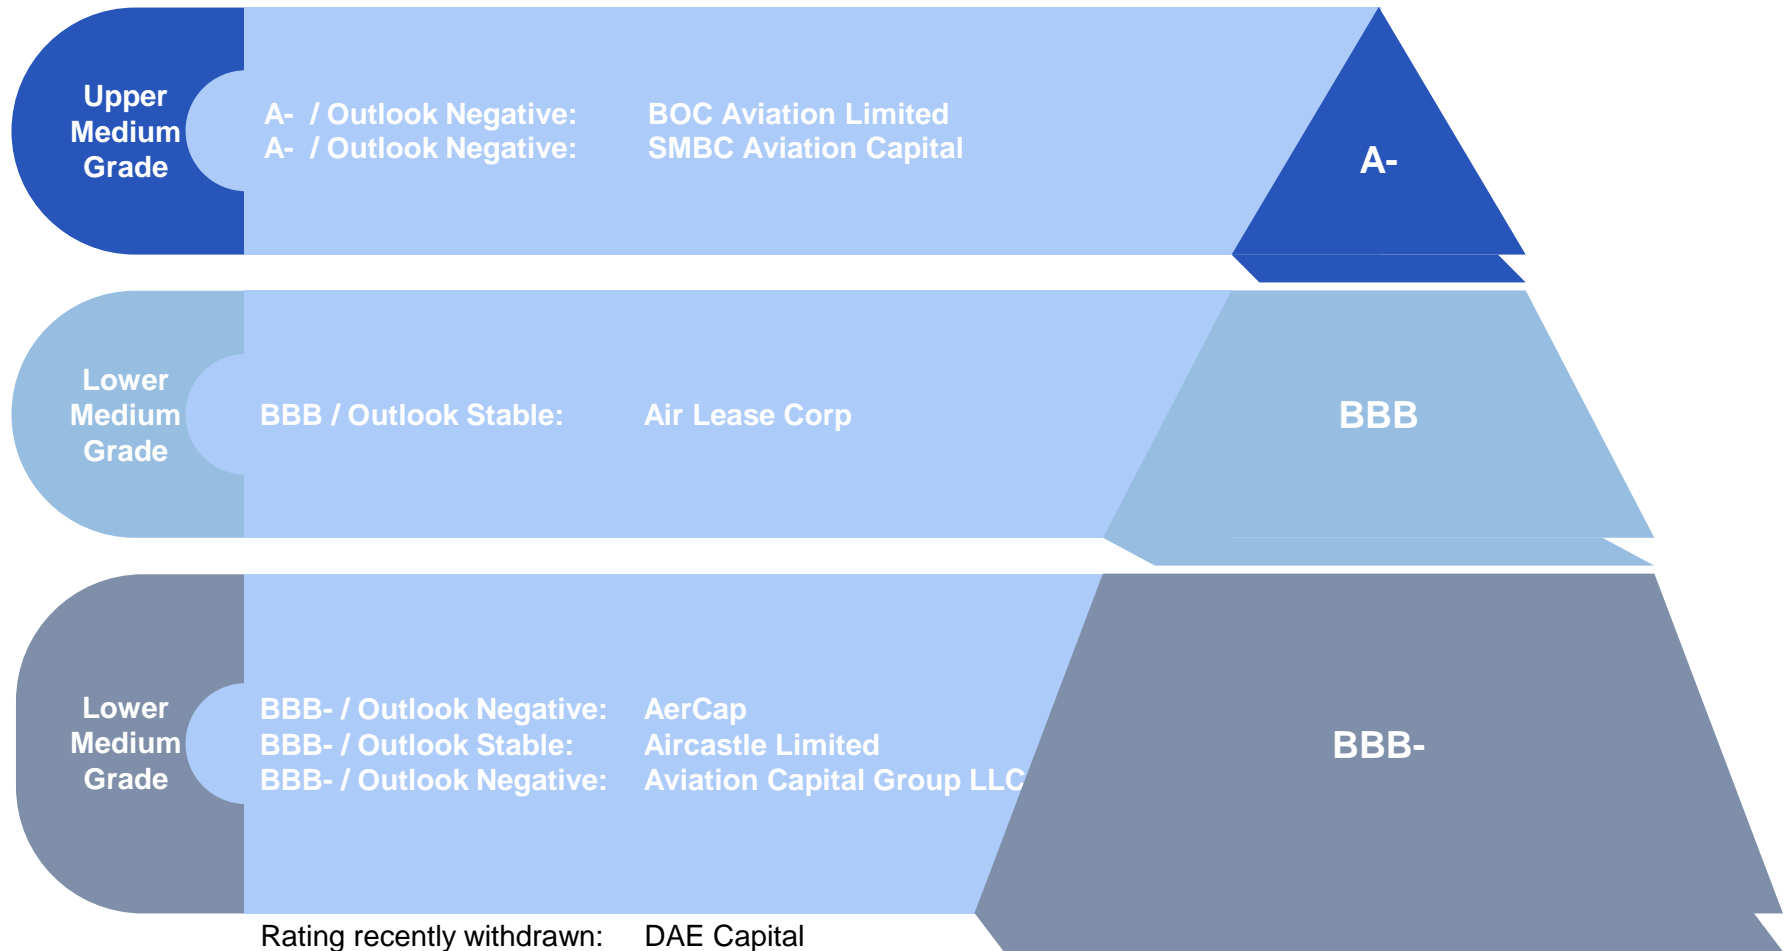 Upper
Medium
Grade
A- / Outlook Negative: BOC Aviation Limited
A- / Outlook Negative: SMBC Aviation Capital
A-
Lower
Medium
Grade
BBB / Outlook Stable: Air Lease Corp
BBB
Lower
Medium
Grade
BBB- / Outlook Negative: AerCap
BBB- / Outlook Stable: Aircastle Limited
BBB- / Outlook Negative: Aviation Capital Group LLC
BBB-
Rating recently withdrawn: DAE Capital